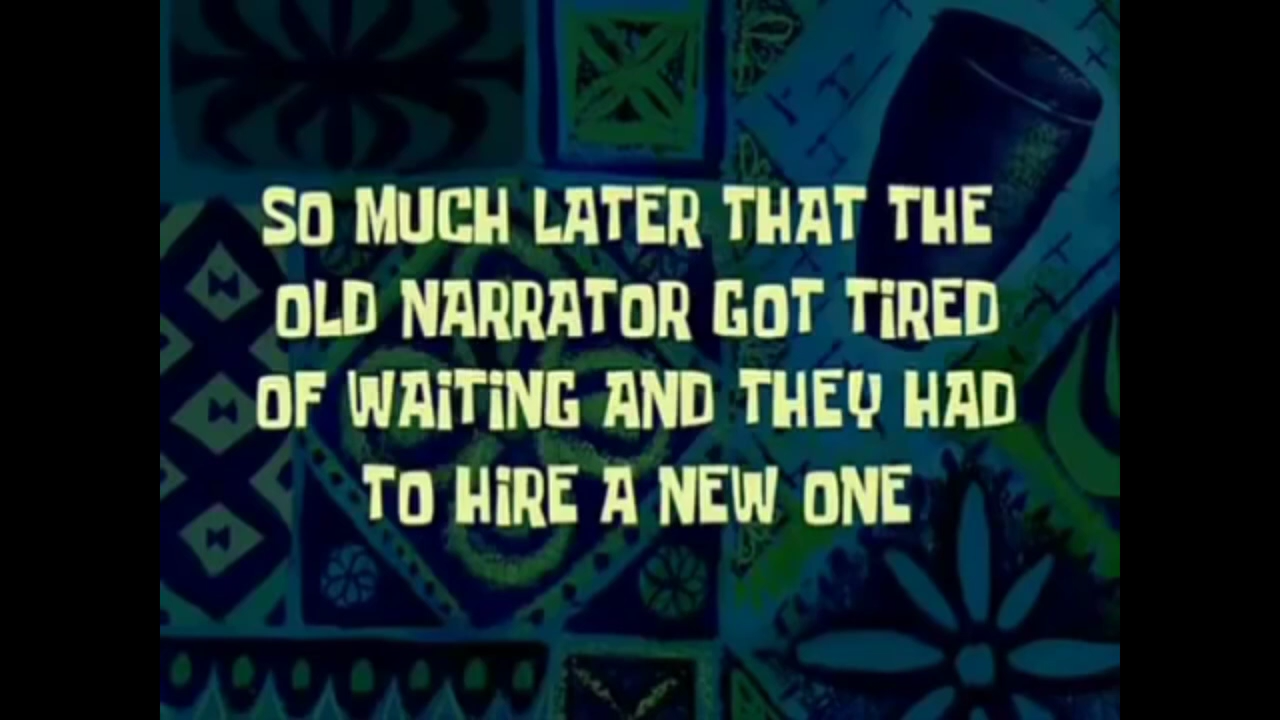 SO MUCH LATER THAT THE
OLD NARRATOR GOT TiRED
OF WAiTiNG AND THEY HAD
TO HiRE A NEW ONE